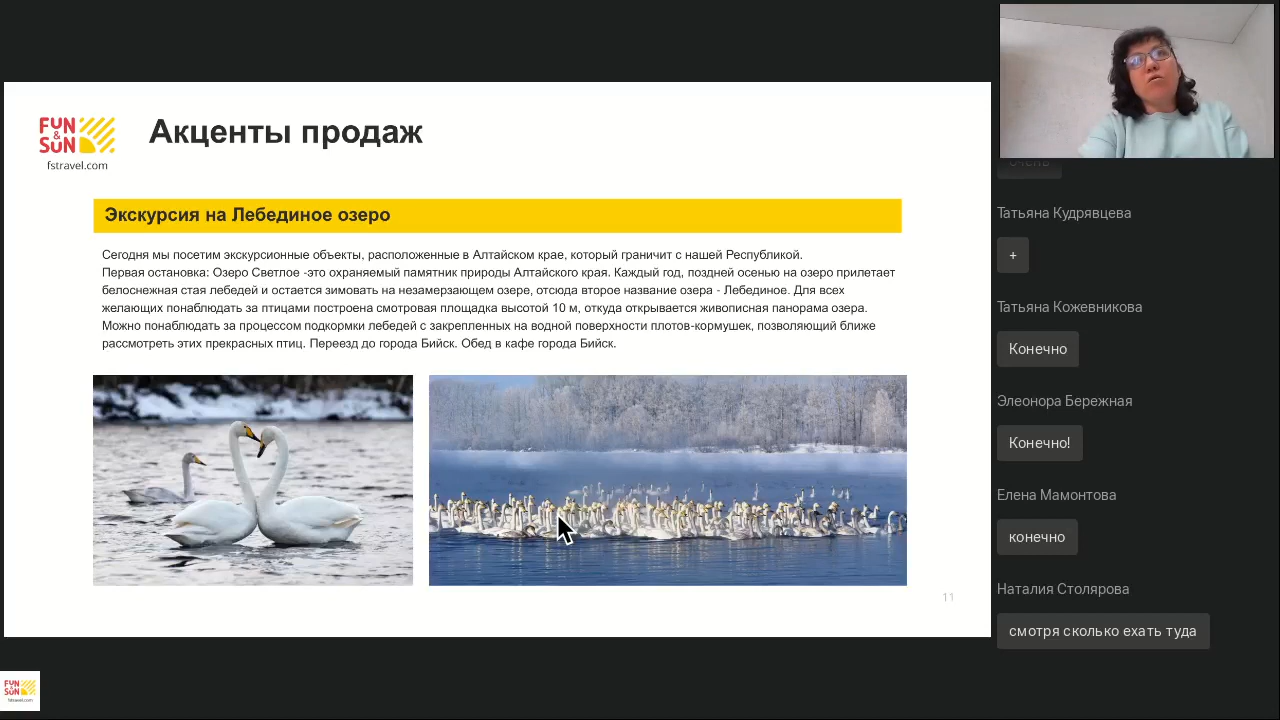 FUN
&
SUN
fstravel.com
Акценты продаж
Экскурсия на Лебединое озеро
Сегодня мы посетим экскурсионные объекты, расположенные в Алтайском крае, который граничит с нашей Республикой.
Первая остановка: Озеро Светлое -это охраняемый памятник природы Алтайского края. Каждый год, поздней осенью на озеро прилетает
белоснежная стая лебедей и остается зимовать на незамерзающем озере, отсюда второе название озера - Лебединое. Для всех
желающих понаблюдать за птицами построена смотровая площадка высотой 10 м, откуда открывается живописная панорама озера.
Можно понаблюдать за процессом подкормки лебедей с закрепленных на водной поверхности плотов-кормушек, позволяющий ближе
рассмотреть этих прекрасных птиц. Переезд до города Бийск. Обед в кафе города Бийск.
11
Татьяна Кудрявцева
+
Татьяна Кожевникова
Конечно
Элеонора Бережная
Конечно!
Елена Мамонтова
конечно
Наталия Столярова
смотря сколько ехать туда
FUN
&
SUN
fstravel.com